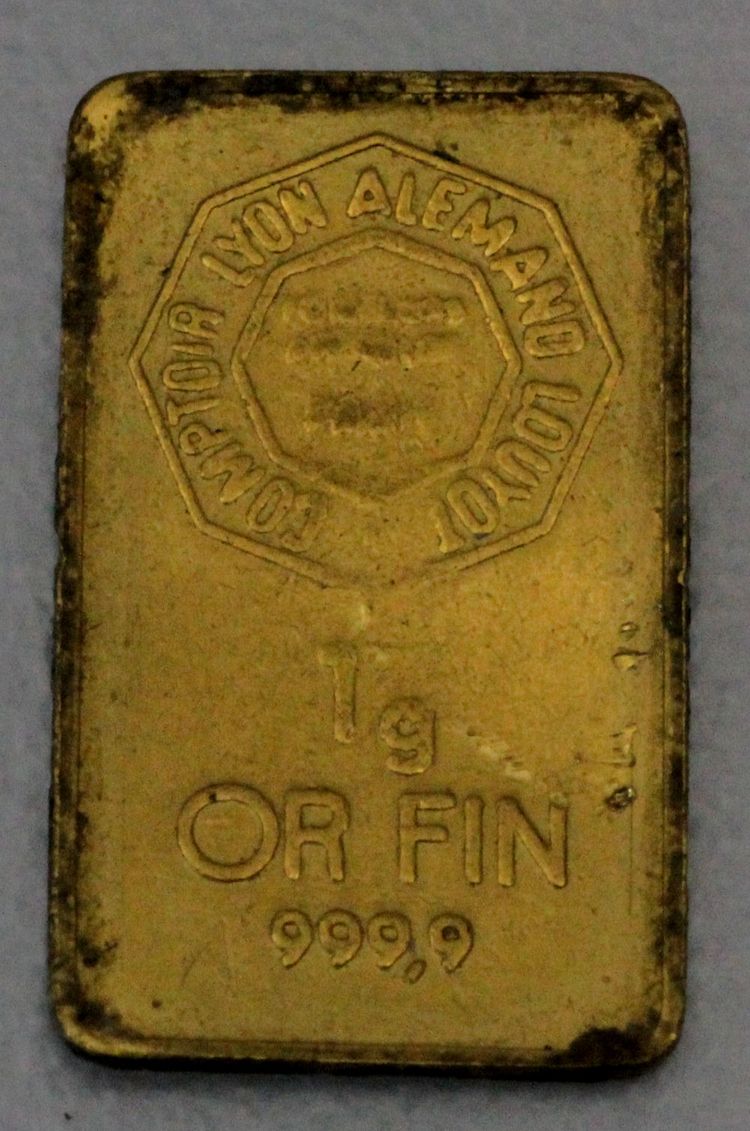 COMPTOIR LYON ALEMAND LOUYOT
1g
OR FIN
999,9